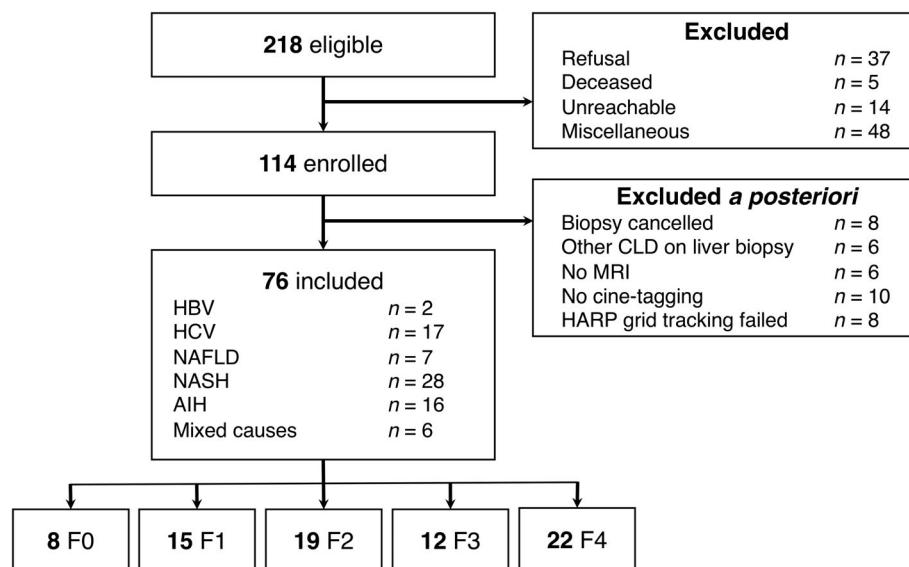 218 eligible
Excluded
Refusal n = 37
Deceased n = 5
Unreachable n = 14
Miscellaneous n = 48
114 enrolled
Excluded a posteriori
Biopsy cancelled n = 8
Other CLD on liver biopsy n = 6
No MRI n = 6
No cine-tagging n = 10
HARP grid tracking failed n = 8
76 included
HBV n = 2
HCV n = 17
NAFLD n = 7
NASH n = 28
AIH n = 16
Mixed causes n = 6
8 F0 15 F1 19 F2 12 F3 22 F4